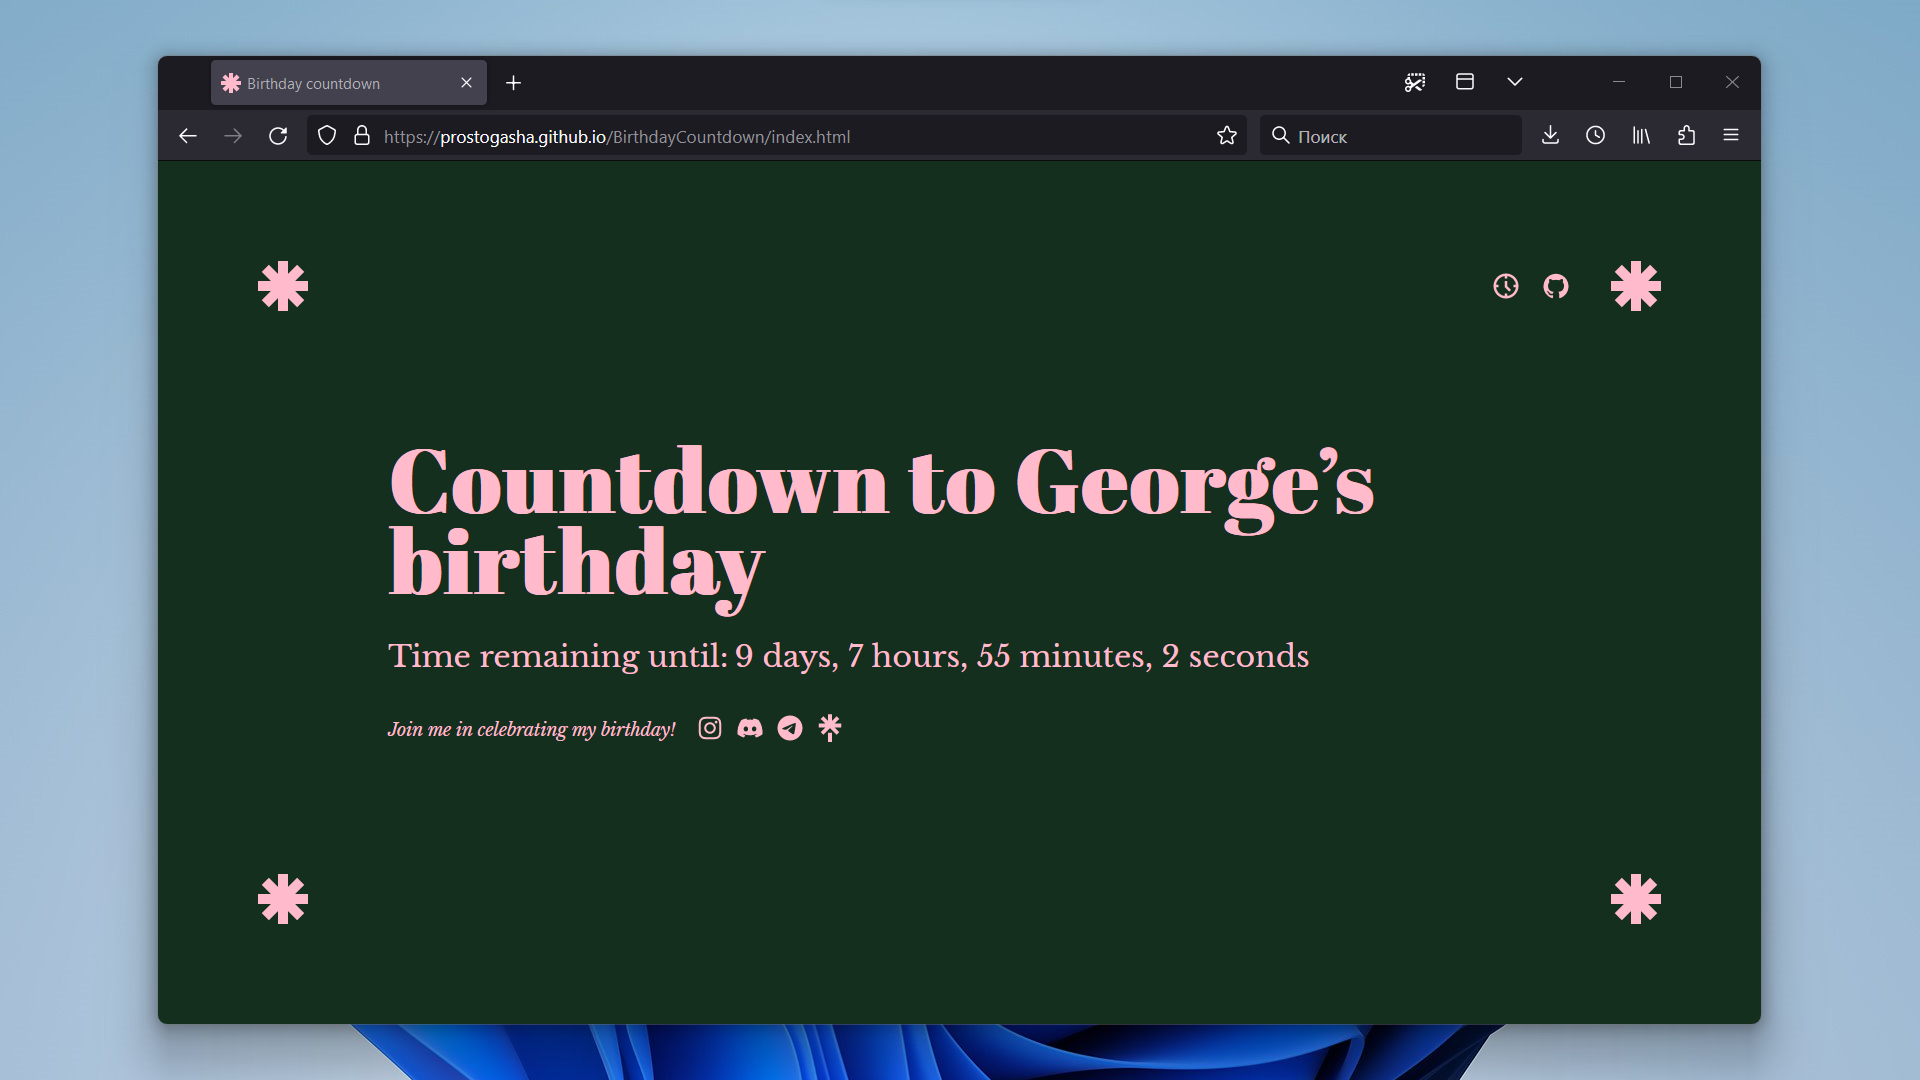 Birthday countdown
https://prostogasha.github.io/BirthdayCountdown/index.html
Поиск
Countdown to George’s
birthday
Time remaining until: 9 days, 7 hours, 55 minutes, 2 seconds
Join me in celebrating my birthday!